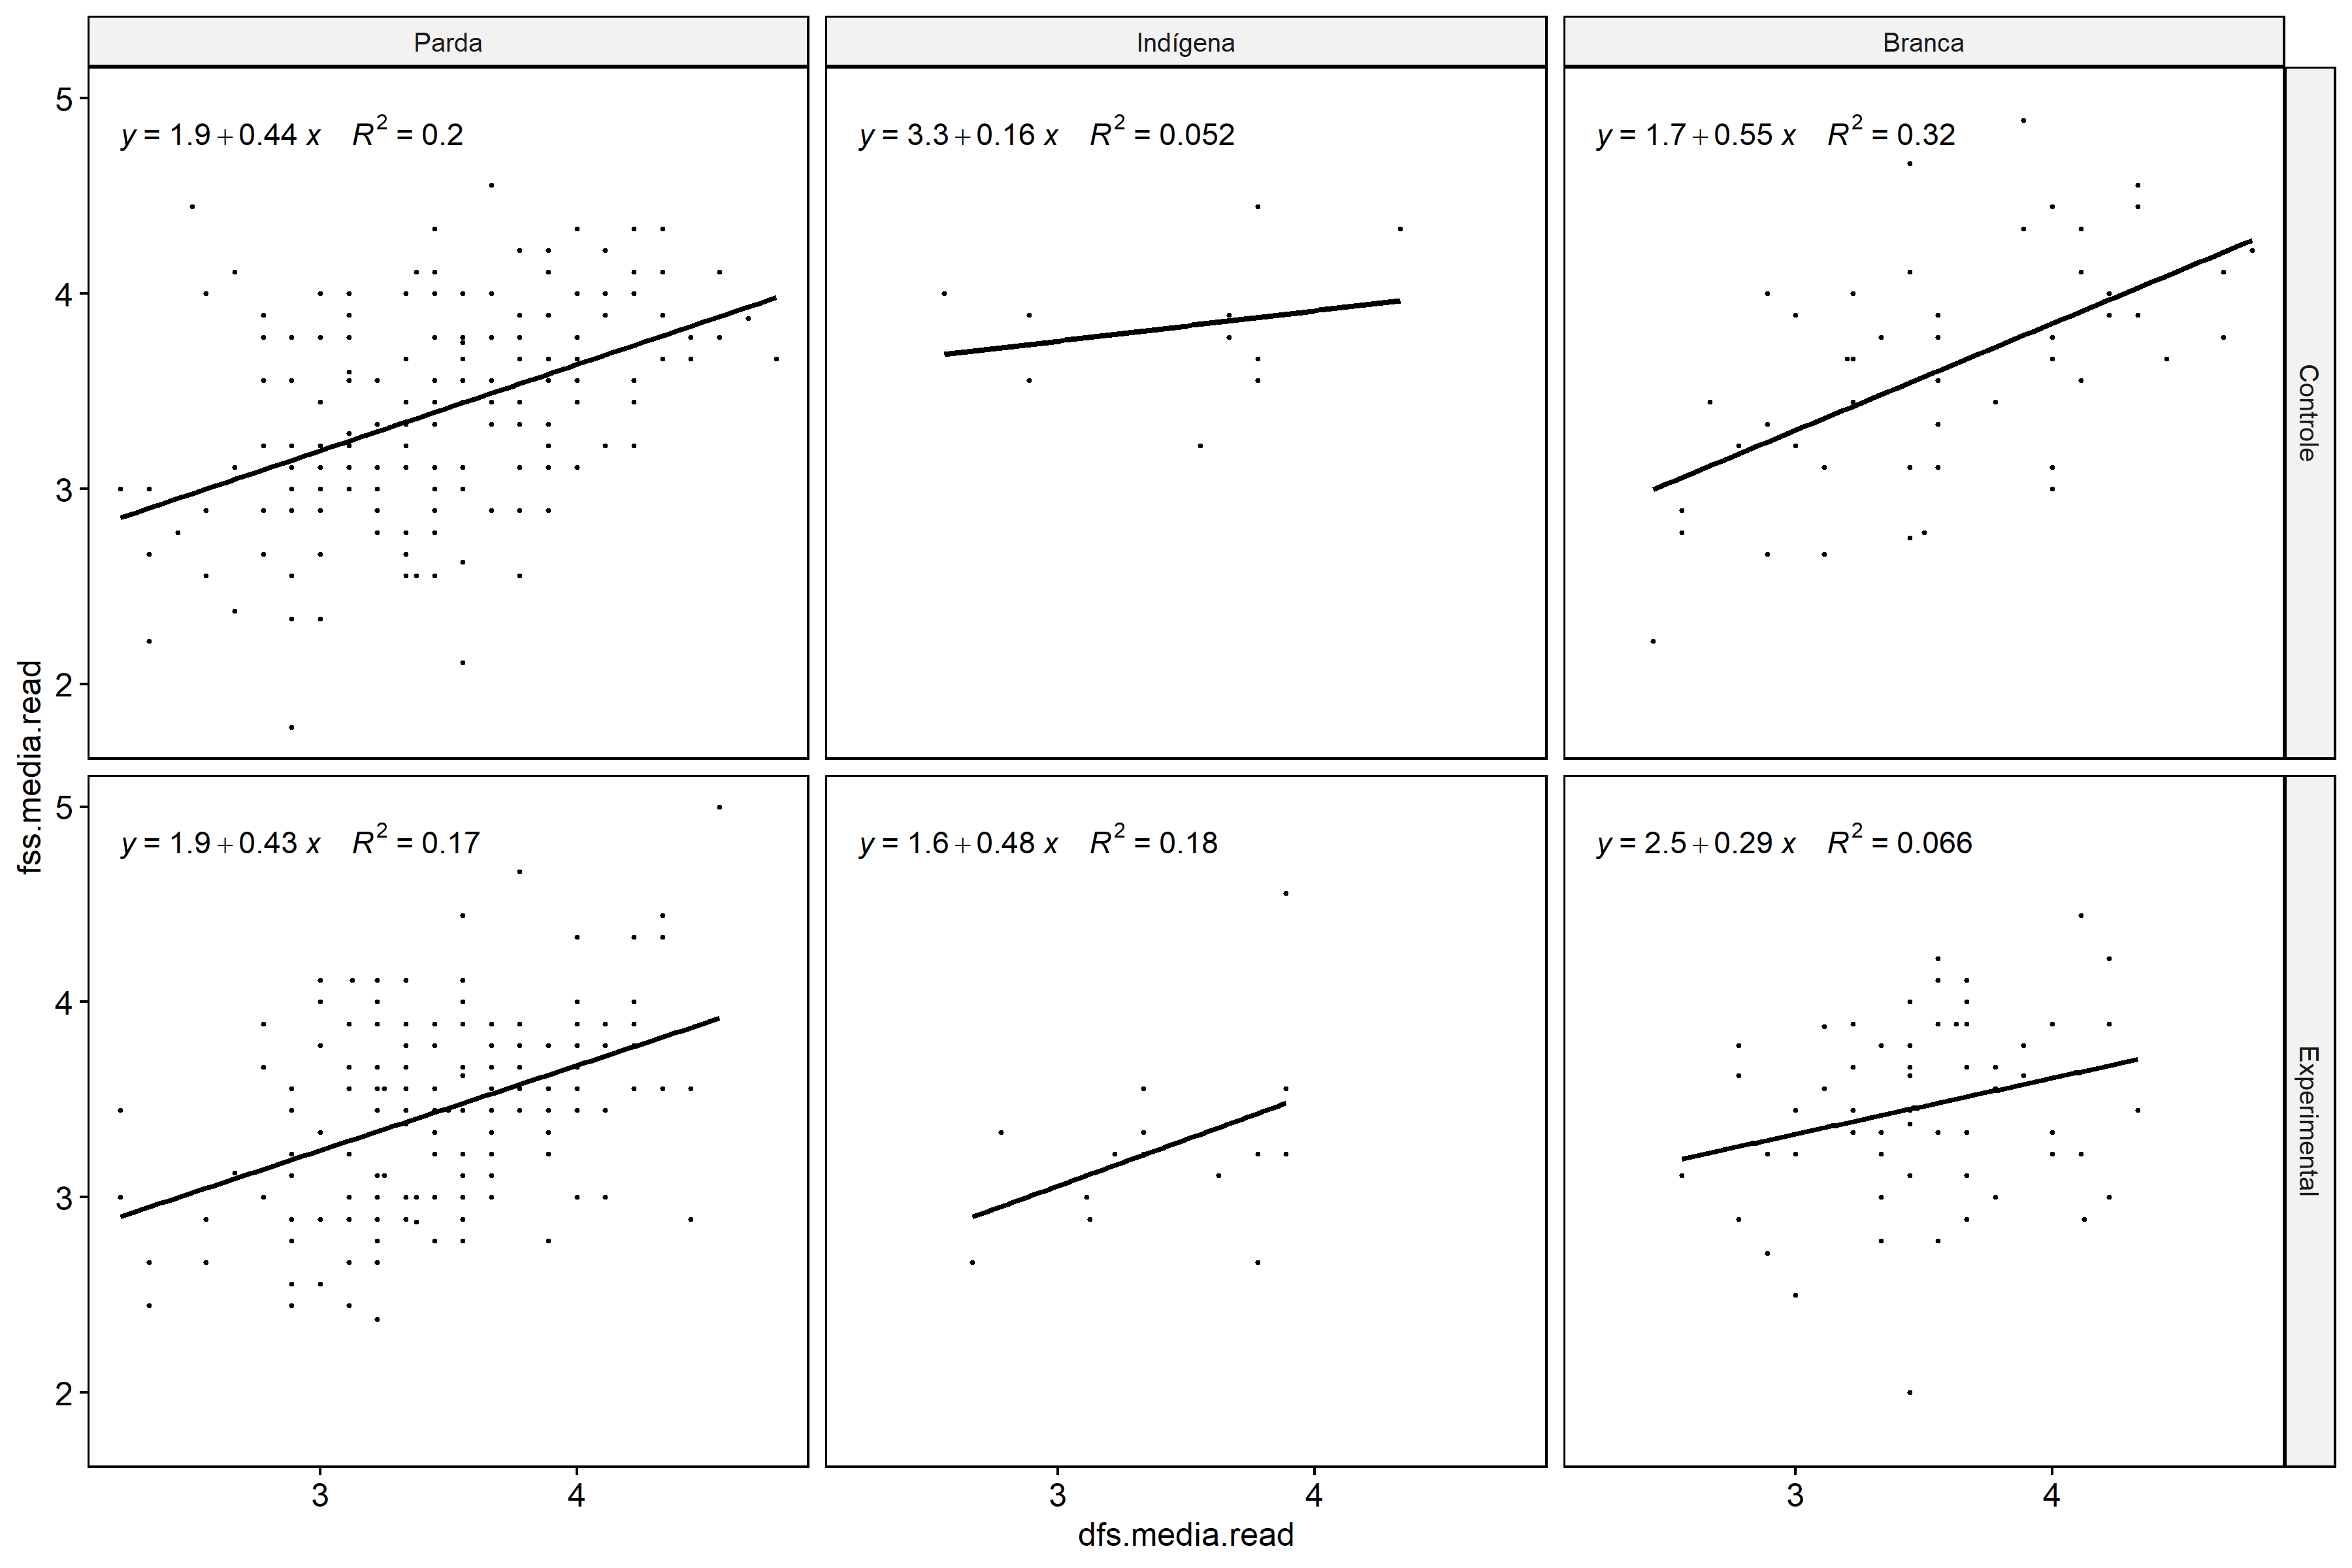 Parda
Indígena
Branca
y = 1.9 + 0.44 x R² = 0.2
y = 3.3 + 0.16 x R² = 0.052
y = 1.7 + 0.55 x R² = 0.32
5
4
3
2
Controle
fss.media.read
y = 1.9 + 0.43 x R² = 0.17
y = 1.6 + 0.48 x R² = 0.18
y = 2.5 + 0.29 x R² = 0.066
5
4
3
2
Experimental
3 4
3 4
3 4
dfs.media.read